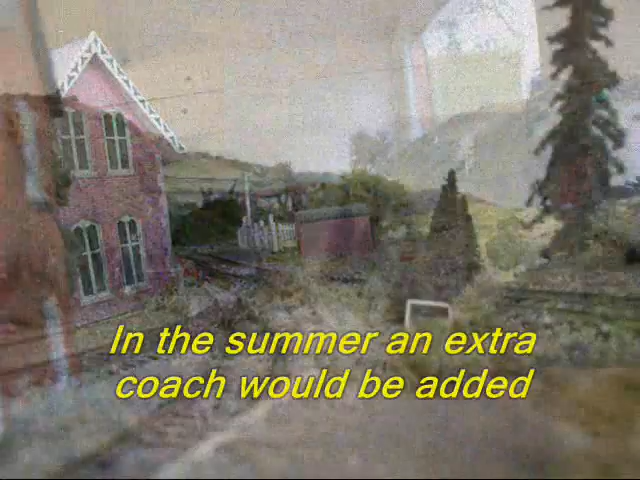 In the summer an extra
coach would be added